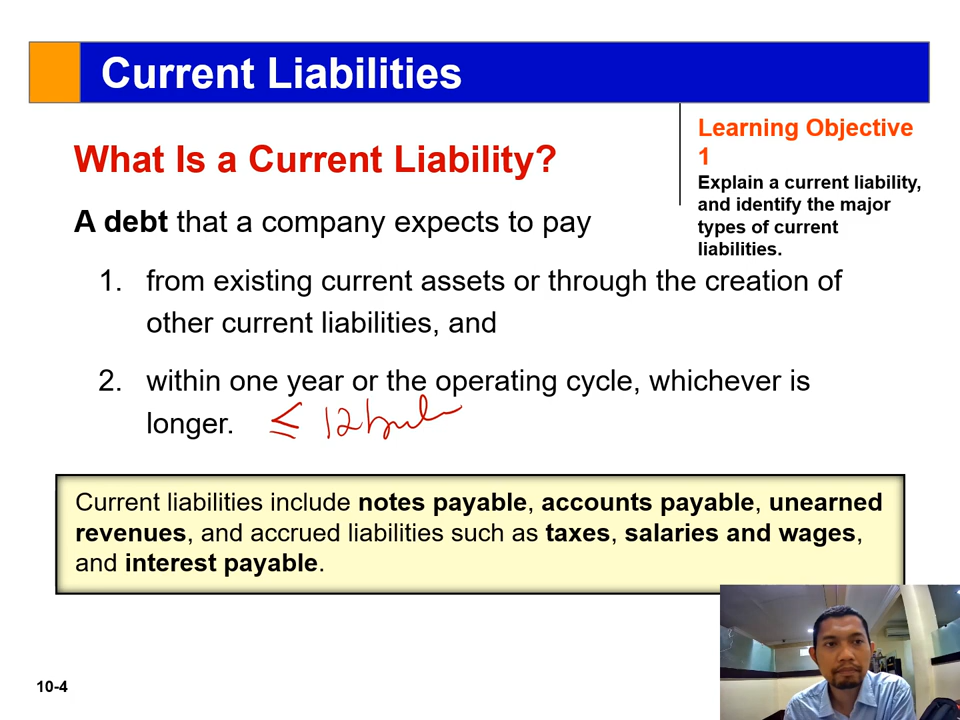 Current Liabilities
What Is a Current Liability?
Learning Objective
1
Explain a current liability,
and identify the major
types of current
liabilities.
A debt that a company expects to pay
1. from existing current assets or through the creation of
other current liabilities, and
2. within one year or the operating cycle, whichever is
longer. ≤ 12 bulan
Current liabilities include notes payable, accounts payable, unearned
revenues, and accrued liabilities such as taxes, salaries and wages,
and interest payable.
10-4